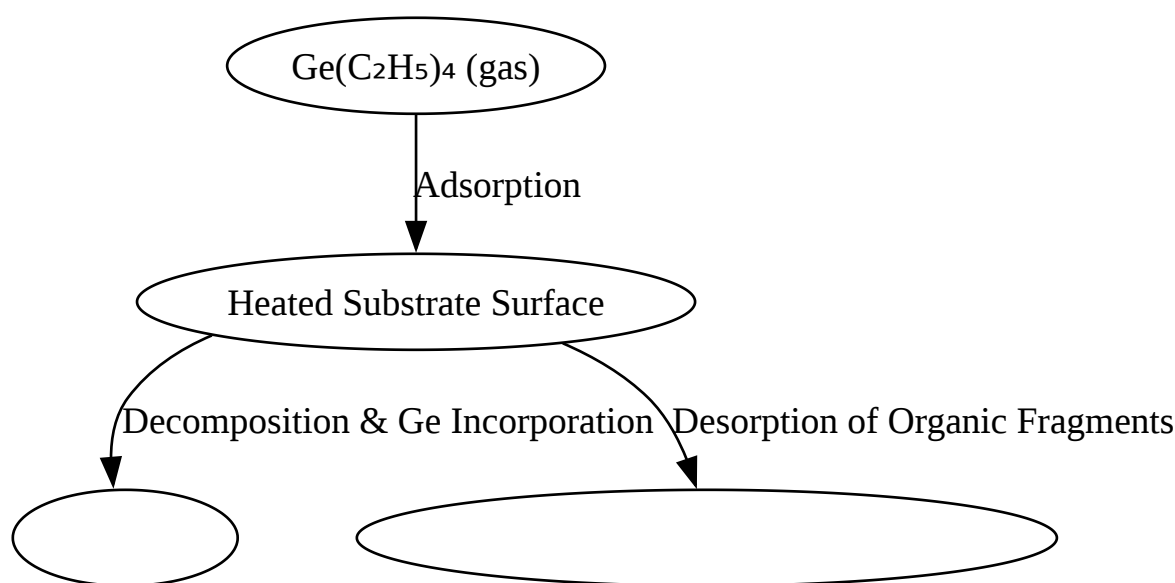 Ge(C₂H₅)₄ (gas)
Adsorption
Heated Substrate Surface
Decomposition & Ge Incorporation
Desorption of Organic Fragments